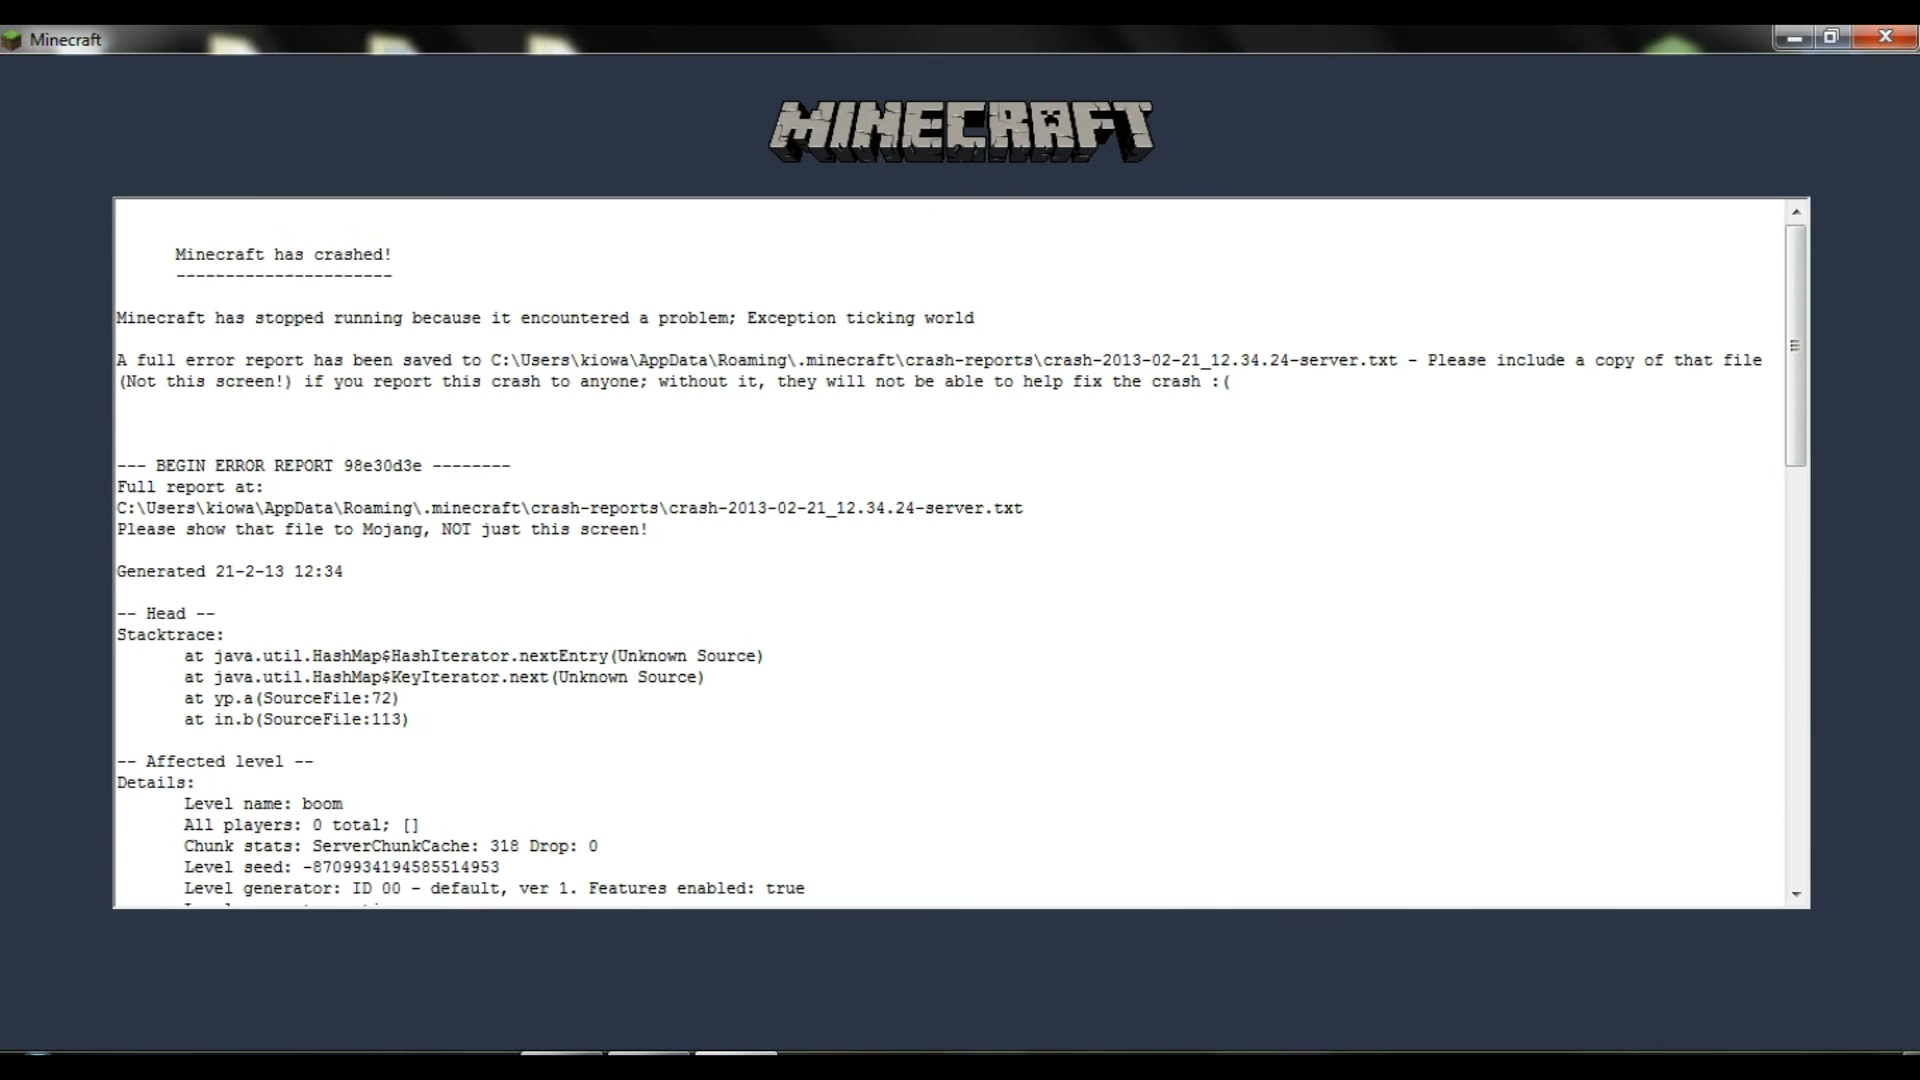 Minecraft
MINECRAFT
Minecraft has crashed!
----------------------
Minecraft has stopped running because it encountered a problem; Exception ticking world
A full error report has been saved to C:\Users\kiowa\AppData\Roaming\.minecraft\crash-reports\crash-2013-02-21_12.34.24-server.txt - Please include a copy of that file
(Not this screen!) if you report this crash to anyone; without it, they will not be able to help fix the crash :(
--- BEGIN ERROR REPORT 98e30d3e --------
Full report at:
C:\Users\kiowa\AppData\Roaming\.minecraft\crash-reports\crash-2013-02-21_12.34.24-server.txt
Please show that file to Mojang, NOT just this screen!
Generated 21-2-13 12:34
-- Head --
Stacktrace:
at java.util.HashMap$HashIterator.nextEntry(Unknown Source)
at java.util.HashMap$KeyIterator.next(Unknown Source)
at yp.a(SourceFile:72)
at in.b(SourceFile:113)
-- Affected level --
Details:
Level name: boom
All players: 0 total; []
Chunk stats: ServerChunkCache: 318 Drop: 0
Level seed: -8709934194585514953
Level generator: ID 00 - default, ver 1. Features enabled: true